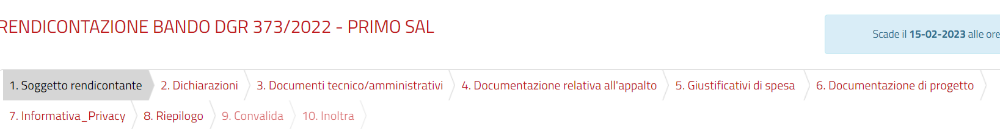 RENDICONTAZIONE BANDO DGR 373/2022 - PRIMO SAL
Scade il 15-02-2023 alle ore
1. Soggetto rendicontante 2. Dichiarazioni 3. Documenti tecnico/amministrativi 4. Documentazione relativa all'appalto 5. Giustificativi di spesa 6. Documentazione di progetto
7. Informativa_Privacy 8. Riepilogo 9. Convalida 10. Inoltra